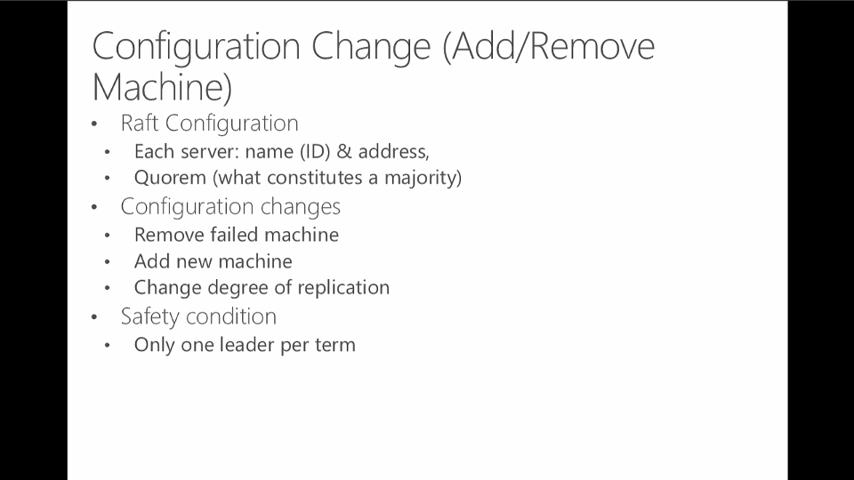 Configuration Change (Add/Remove
Machine)
• Raft Configuration
• Each server: name (ID) & address,
• Quorem (what constitutes a majority)
• Configuration changes
• Remove failed machine
• Add new machine
• Change degree of replication
• Safety condition
• Only one leader per term